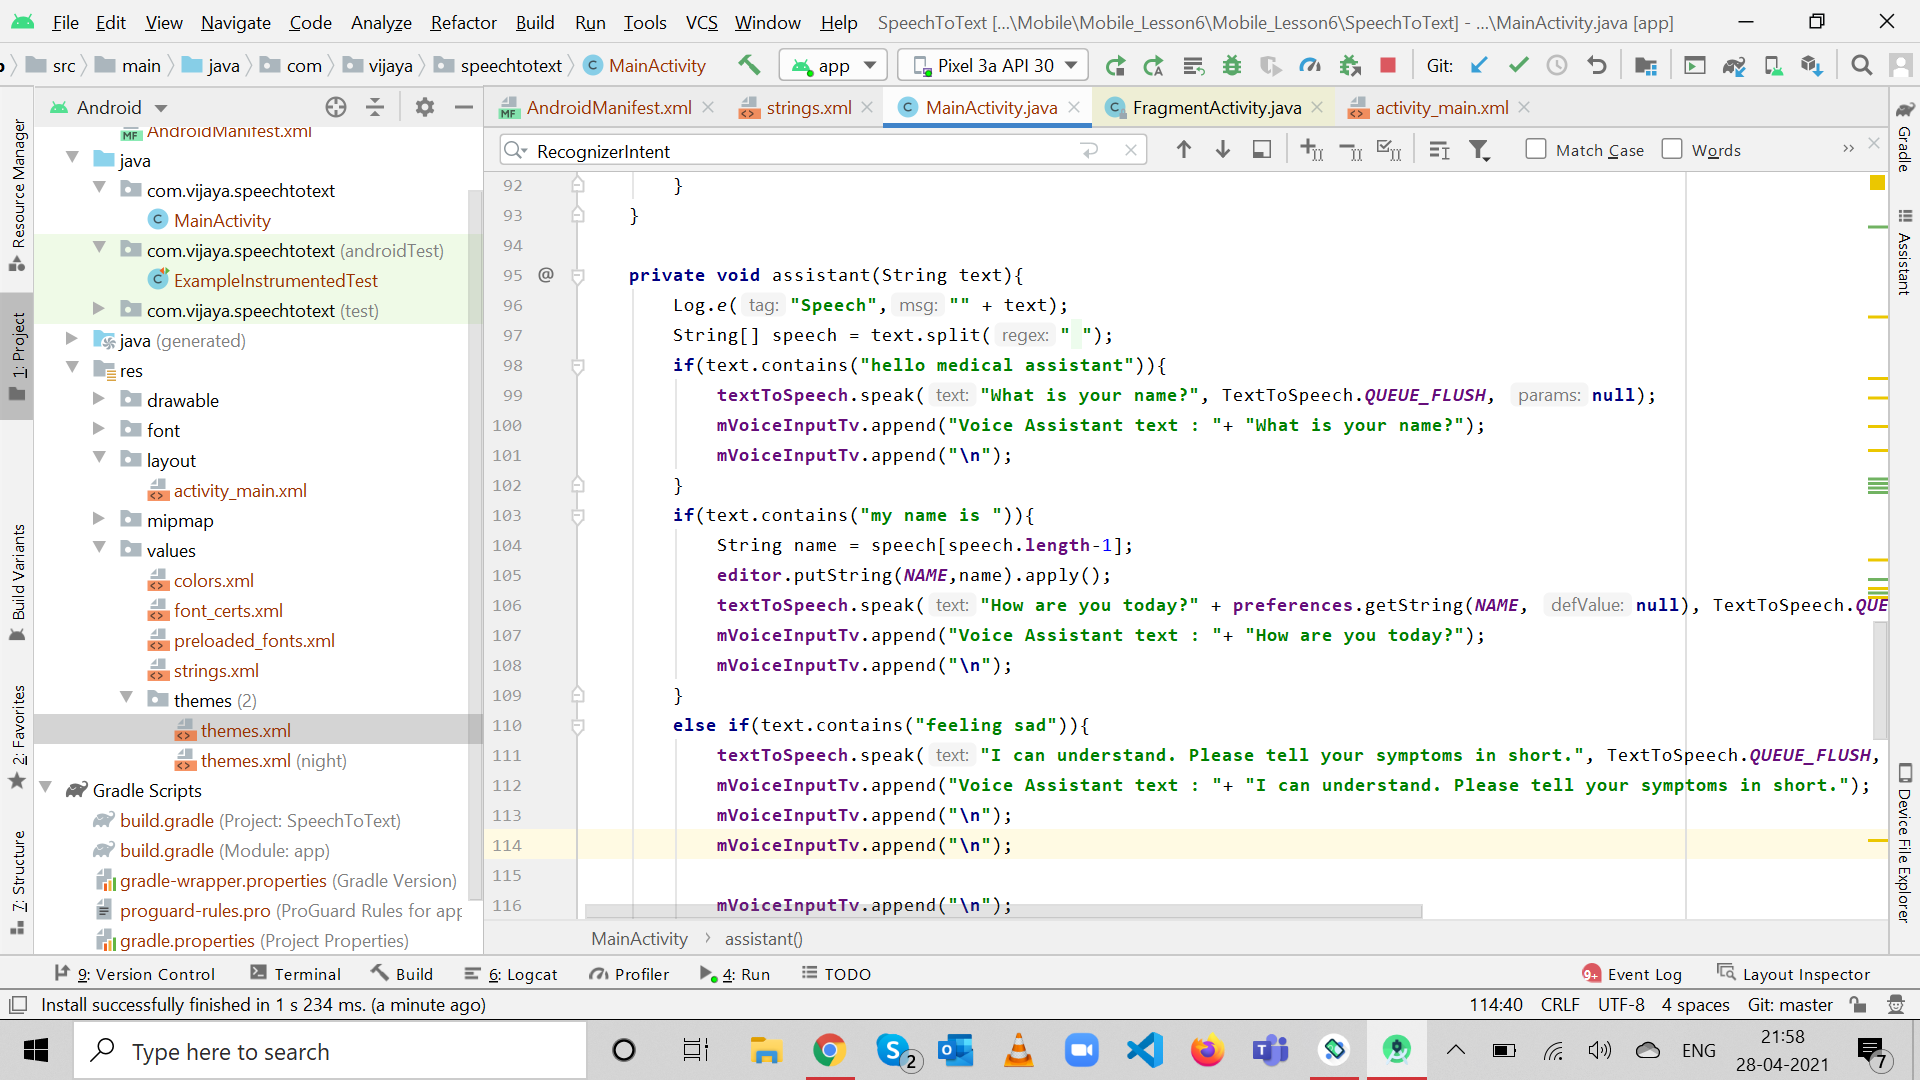 File Edit View Navigate Code Analyze Refactor Build Run Tools VCS Window Help SpeechToText [...\Mobile\Mobile_Lesson6\Mobile_Lesson6\SpeechToText] - ...\MainActivity.java [app]
src main java com vijaya speechtotext MainActivity app Pixel 3a API 30 Git:
Android
AndroidManifest.xml strings.xml MainActivity.java FragmentActivity.java activity_main.xml
RecognizerIntent Match Case Words
AndroidManifest.xml
java
com.vijaya.speechtotext
MainActivity
com.vijaya.speechtotext (androidTest)
ExampleInstrumentedTest
com.vijaya.speechtotext (test)
java (generated)
res
drawable
font
layout
activity_main.xml
mipmap
values
colors.xml
font_certs.xml
preloaded_fonts.xml
strings.xml
themes (2)
themes.xml
themes.xml (night)
Gradle Scripts
build.gradle (Project: SpeechToText)
build.gradle (Module: app)
gradle-wrapper.properties (Gradle Version)
proguard-rules.pro (ProGuard Rules for app
gradle.properties (Project Properties)
Resource Manager
1: Project
Build Variants
2: Favorites
7: Structure
92 }
93 }
94
95 @ private void assistant(String text){
96 Log.e( tag: "Speech", msg: "" + text);
97 String[] speech = text.split( regex: " ");
98 if(text.contains("hello medical assistant")){
99 textToSpeech.speak( text: "What is your name?", TextToSpeech.QUEUE_FLUSH, params: null);
100 mVoiceInputTv.append("Voice Assistant text : "+ "What is your name?");
101 mVoiceInputTv.append("\n");
102 }
103 if(text.contains("my name is ")){
104 String name = speech[speech.length-1];
105 editor.putString(NAME,name).apply();
106 textToSpeech.speak( text: "How are you today?" + preferences.getString(NAME, defValue: null), TextToSpeech.QUE
107 mVoiceInputTv.append("Voice Assistant text : "+ "How are you today?");
108 mVoiceInputTv.append("\n");
109 }
110 else if(text.contains("feeling sad")){
111 textToSpeech.speak( text: "I can understand. Please tell your symptoms in short.", TextToSpeech.QUEUE_FLUSH,
112 mVoiceInputTv.append("Voice Assistant text : "+ "I can understand. Please tell your symptoms in short.");
113 mVoiceInputTv.append("\n");
114 mVoiceInputTv.append("\n");
115
116 mVoiceInputTv.append("\n");
MainActivity assistant()
Gradle
Assistant
Device File Explorer
9: Version Control Terminal Build 6: Logcat Profiler 4: Run TODO 9+ Event Log Layout Inspector
Install successfully finished in 1 s 234 ms. (a minute ago) 114:40 CRLF UTF-8 4 spaces Git: master
Type here to search 2 ENG 21:58
28-04-2021 7